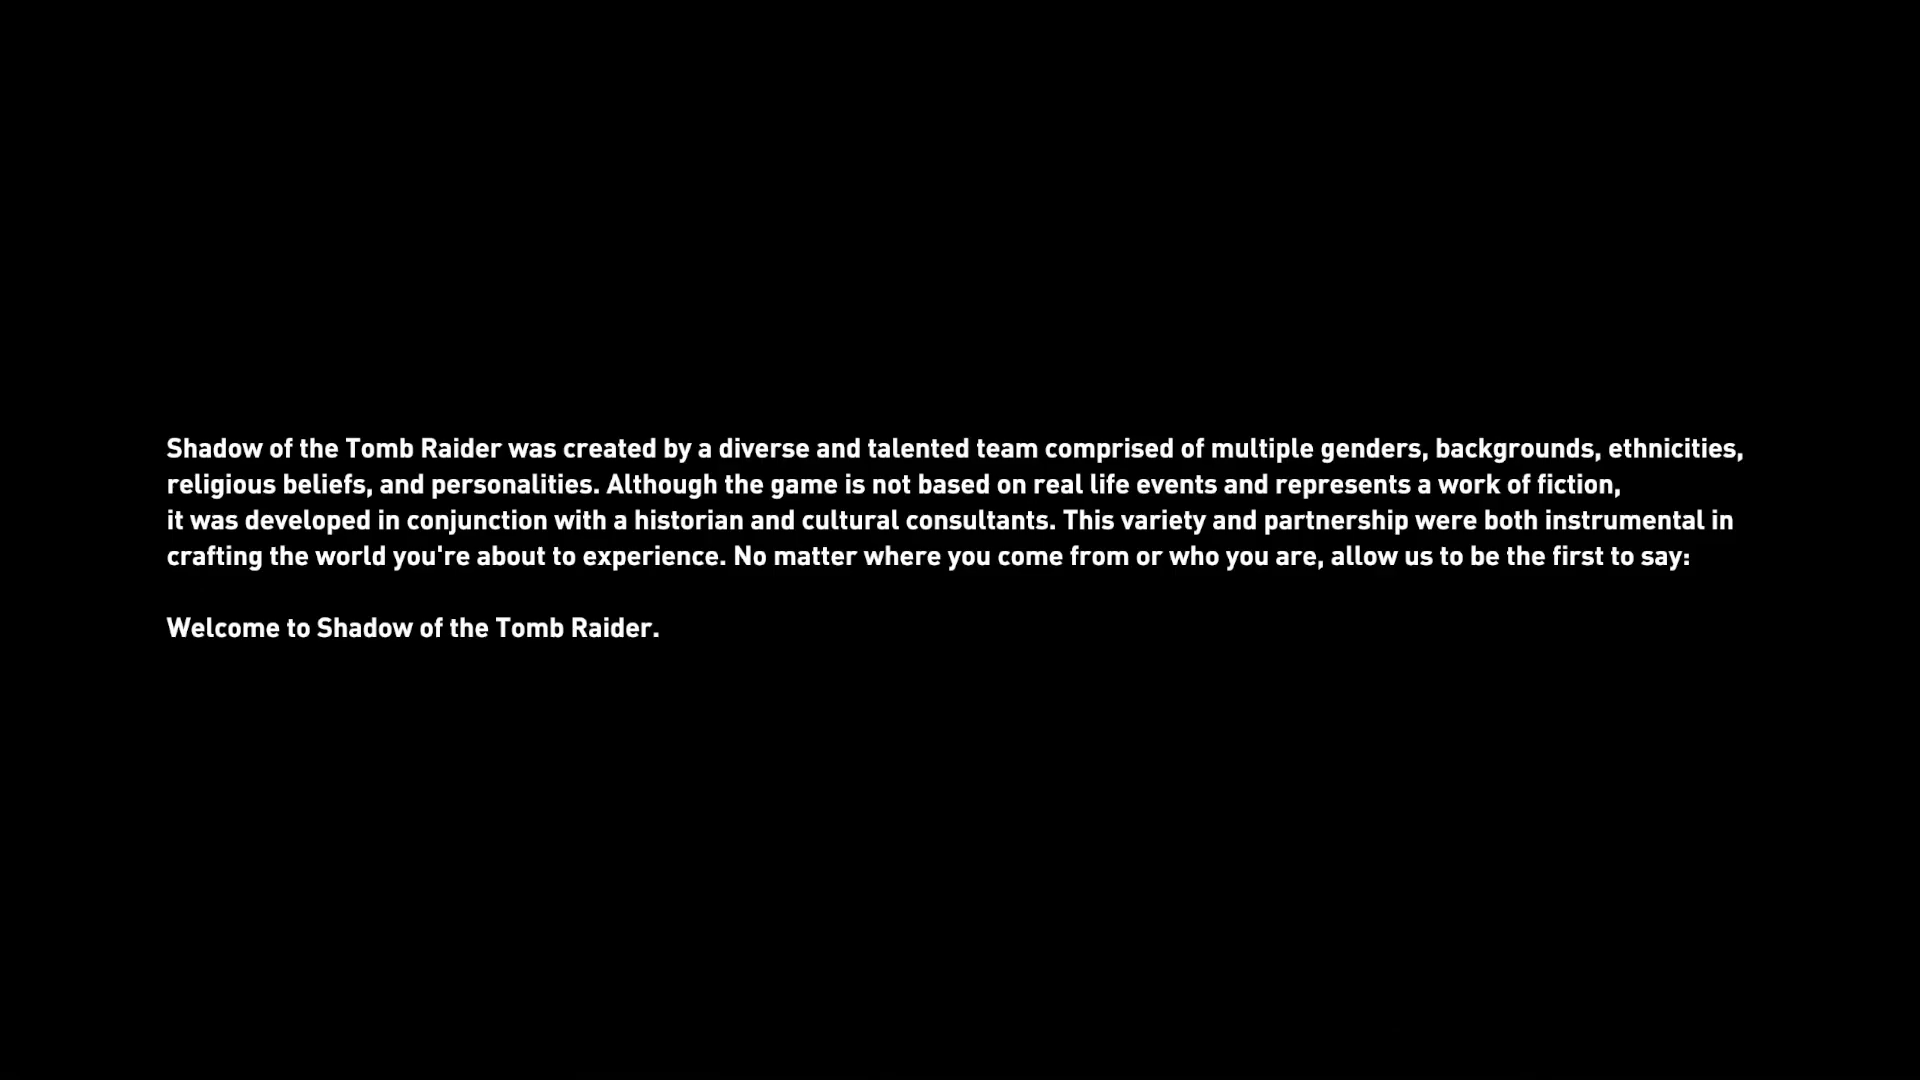 Shadow of the Tomb Raider was created by a diverse and talented team comprised of multiple genders, backgrounds, ethnicities,
religious beliefs, and personalities. Although the game is not based on real life events and represents a work of fiction,
it was developed in conjunction with a historian and cultural consultants. This variety and partnership were both instrumental in
crafting the world you're about to experience. No matter where you come from or who you are, allow us to be the first to say:
Welcome to Shadow of the Tomb Raider.